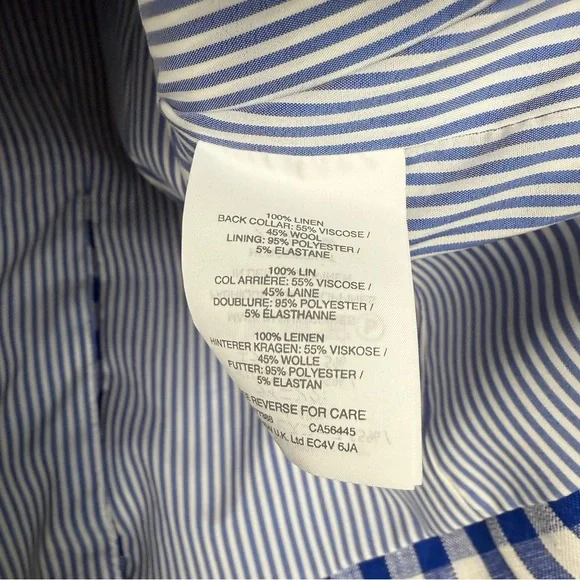 100% LINEN
BACK COLLAR: 55% VISCOSE /
45% WOOL
LINING: 95% POLYESTER /
5% ELASTANE
100% LIN
COL ARRIÈRE: 55% VISCOSE /
45% LAINE
DOUBLURE: 95% POLYESTER /
5% ÉLASTHANNE
100% LEINEN
HINTERER KRAGEN: 55% VISKOSE /
45% WOLLE
FUTTER: 95% POLYESTER /
5% ELASTAN
REVERSE FOR CARE
CA56445
U.K. Ltd EC4V 6JA